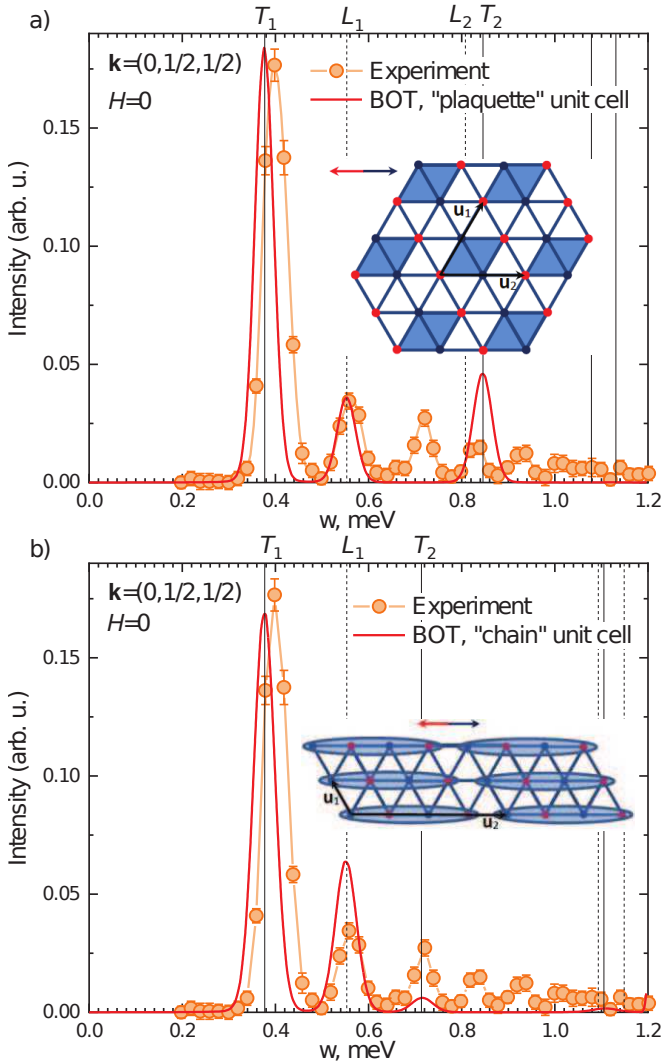 a)
T1 L1 L2 T2
k=(0,1/2,1/2)
H=0
Experiment
BOT, "plaquette" unit cell
u1
u2
Intensity (arb. u.)
0.15
0.10
0.05
0.00
0.0 0.2 0.4 0.6 0.8 1.0 1.2
w, meV
b)
T1 L1 T2
k=(0,1/2,1/2)
H=0
Experiment
BOT, "chain" unit cell
u1
u2
Intensity (arb. u.)
0.15
0.10
0.05
0.00
0.0 0.2 0.4 0.6 0.8 1.0 1.2
w, meV